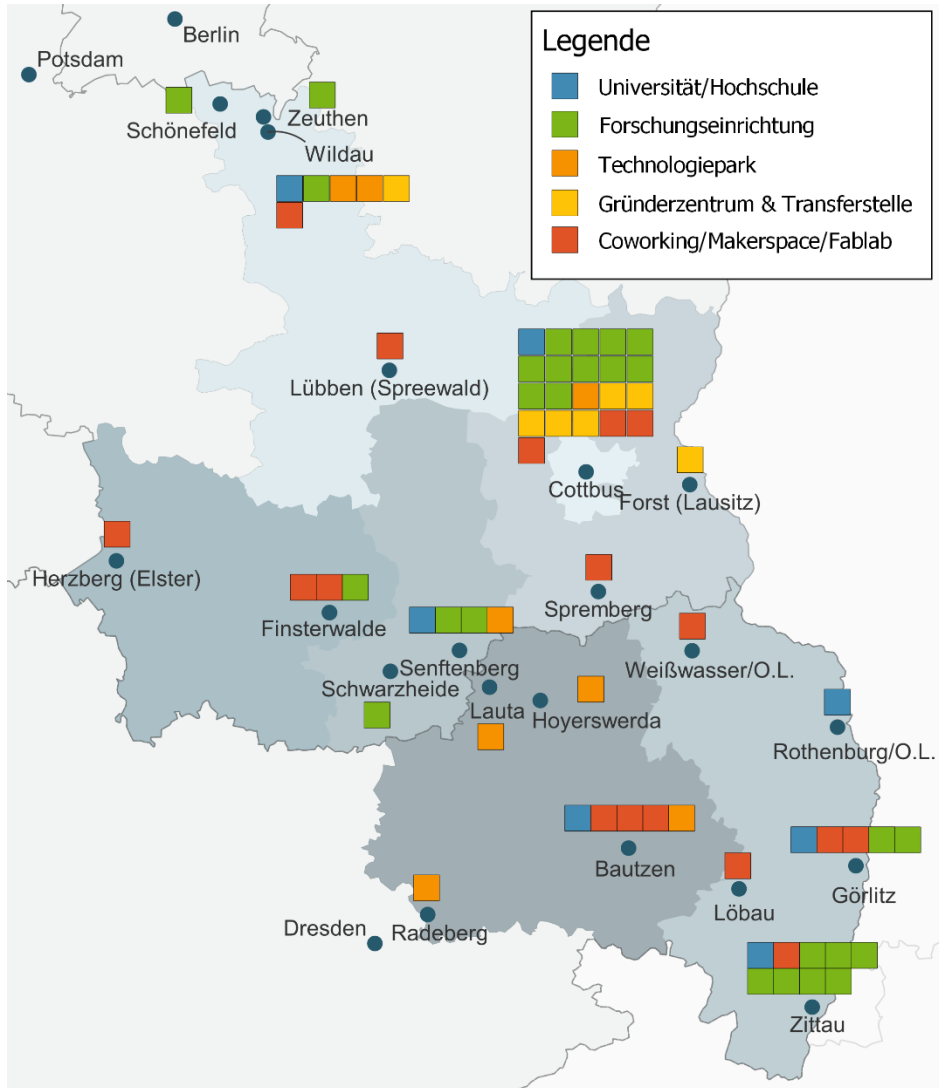 Berlin
Potsdam
Schönefeld
Zeuthen
Wildau
Legende
Universität/Hochschule
Forschungseinrichtung
Technologiepark
Gründerzentrum & Transferstelle
Coworking/Makerspace/Fablab
Lübben (Spreewald)
Cottbus
Forst (Lausitz)
Herzberg (Elster)
Finsterwalde
Spremberg
Senftenberg
Schwarzheide
Lauta
Hoyerswerda
Weißwasser/O.L.
Rothenburg/O.L.
Bautzen
Löbau
Görlitz
Dresden
Radeberg
Zittau